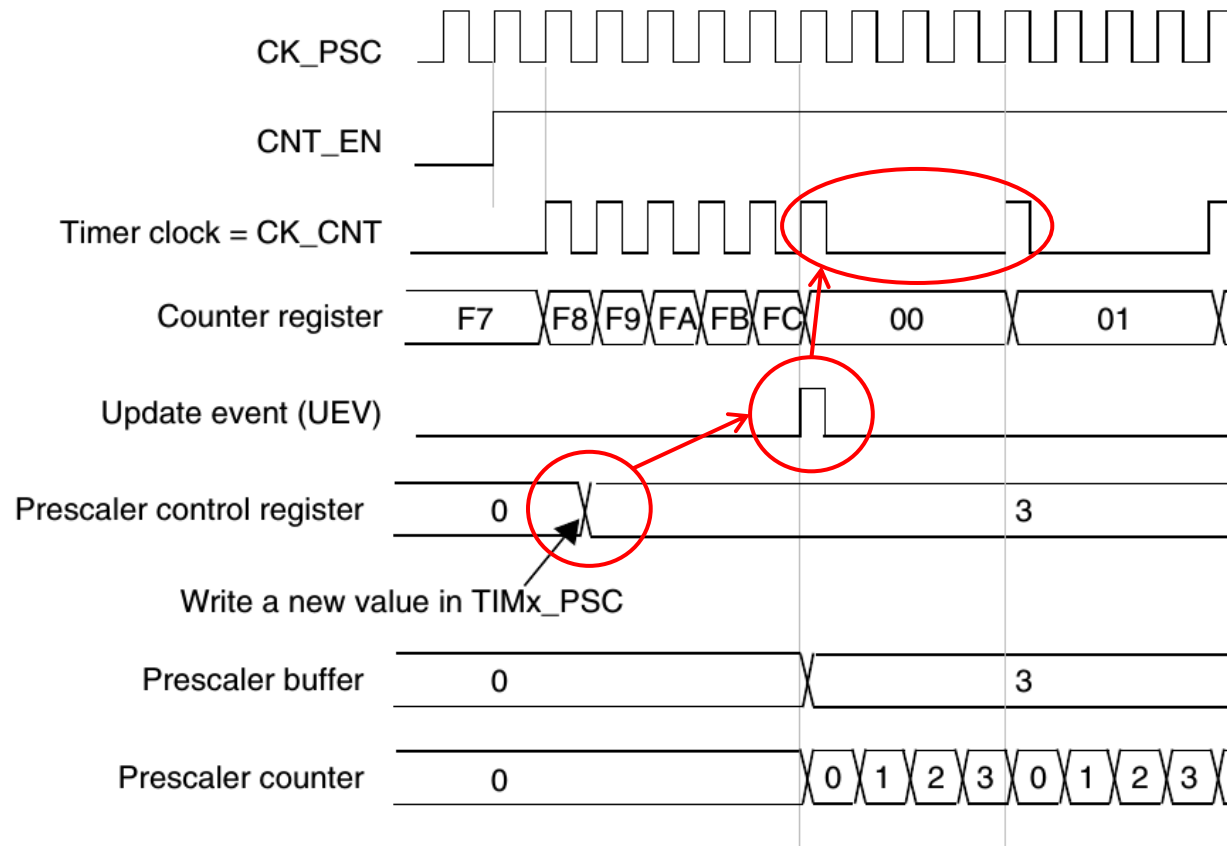 CK_PSC
CNT_EN
Timer clock = CK_CNT
Counter register F7 F8 F9 FA FB FC 00 01
Update event (UEV)
Prescaler control register 0 3
Write a new value in TIMx_PSC
Prescaler buffer 0 3
Prescaler counter 0 0 1 2 3 0 1 2 3